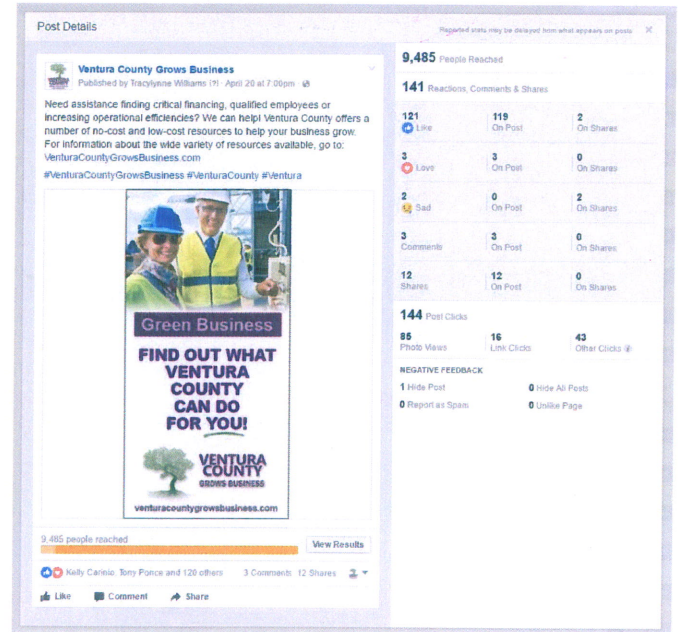 Post Details
Reported stats may be delayed from what appears on posts
Ventura County Grows Business
Published by Tracylynne Williams [?] · April 20 at 7:00pm ·
Need assistance finding critical financing, qualified employees or
increasing operational efficiencies? We can help! Ventura County offers a
number of no-cost and low-cost resources to help your business grow.
For information about the wide variety of resources available, go to:
VenturaCountyGrowsBusiness.com
#VenturaCountyGrowsBusiness #VenturaCounty #Ventura
Green Business
FIND OUT WHAT
VENTURA
COUNTY
CAN DO
FOR YOU!
VENTURA
COUNTY
GROWS BUSINESS
venturacountygrowsbusiness.com
9,485 people reached
View Results
Kelly Carinio, Tony Ponce and 120 others
3 Comments 12 Shares
Like Comment Share
9,485 People Reached
141 Reactions, Comments & Shares
121 119 2
Like On Post On Shares
3 3 0
Love On Post On Shares
2 0 2
Sad On Post On Shares
3 3 0
Comments On Post On Shares
12 12 0
Shares On Post On Shares
144 Post Clicks
85 16 43
Photo Views Link Clicks Other Clicks
NEGATIVE FEEDBACK
1 Hide Post 0 Hide All Posts
0 Report as Spam 0 Unlike Page